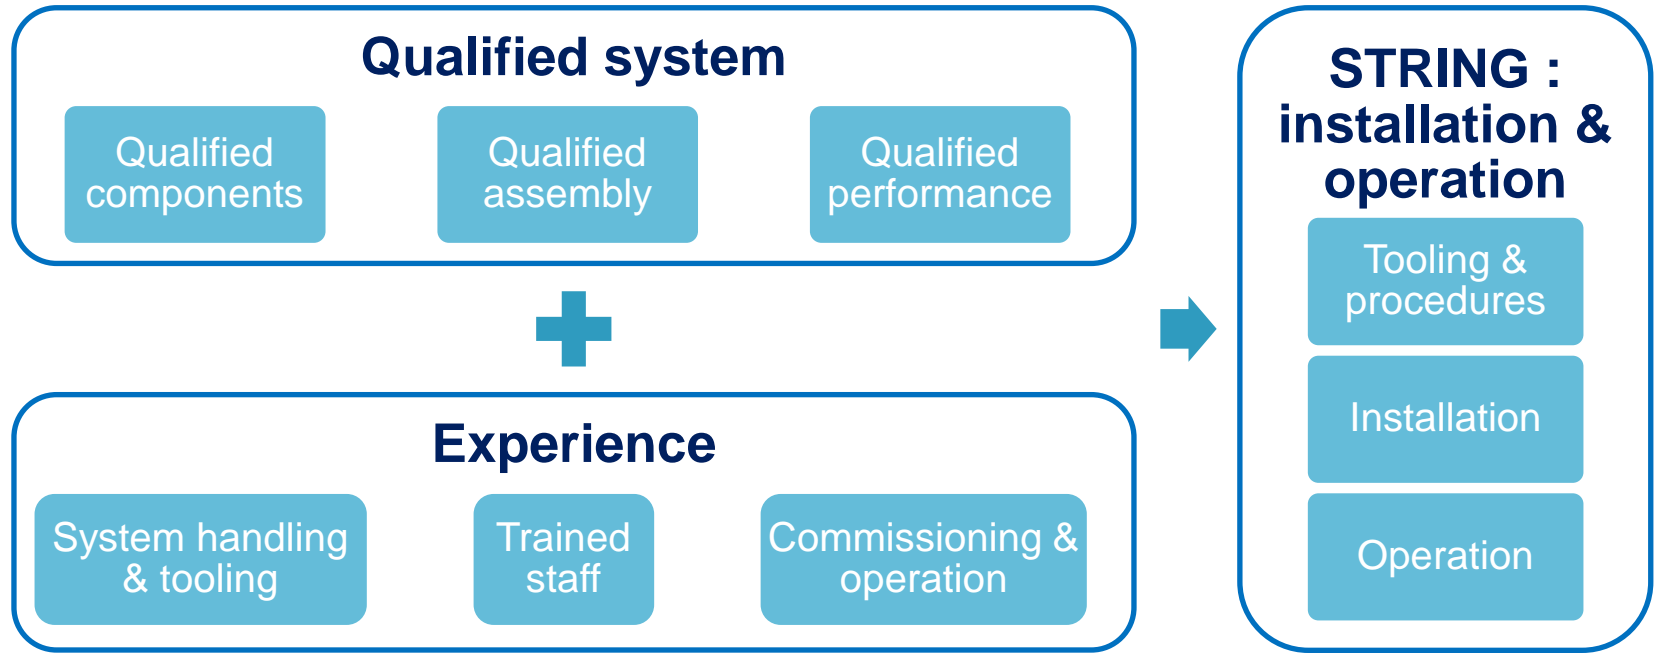 Qualified system
Qualified
components
Qualified
assembly
Qualified
performance
Experience
System handling
& tooling
Trained
staff
Commissioning &
operation
STRING :
installation &
operation
Tooling &
procedures
Installation
Operation